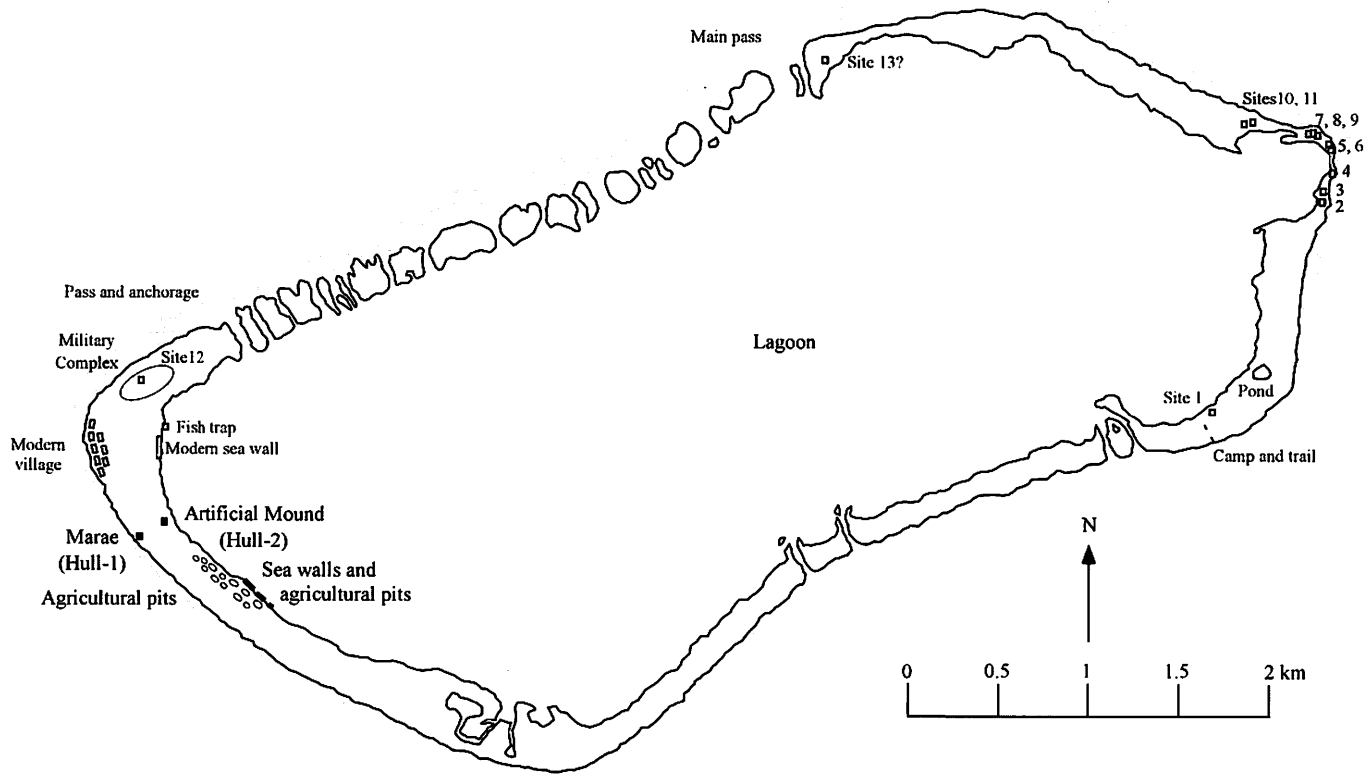 Main pass
Site 13?
Sites10, 11
7, 8, 9
5, 6
4
3
2
Pass and anchorage
Military
Complex
Site12
Lagoon
Pond
Site 1
Camp and trail
Fish trap
Modern sea wall
Modern
village
Artificial Mound
(Hull-2)
Marae
(Hull-1)
Sea walls and
agricultural pits
Agricultural pits
N
0 0.5 1 1.5 2 km